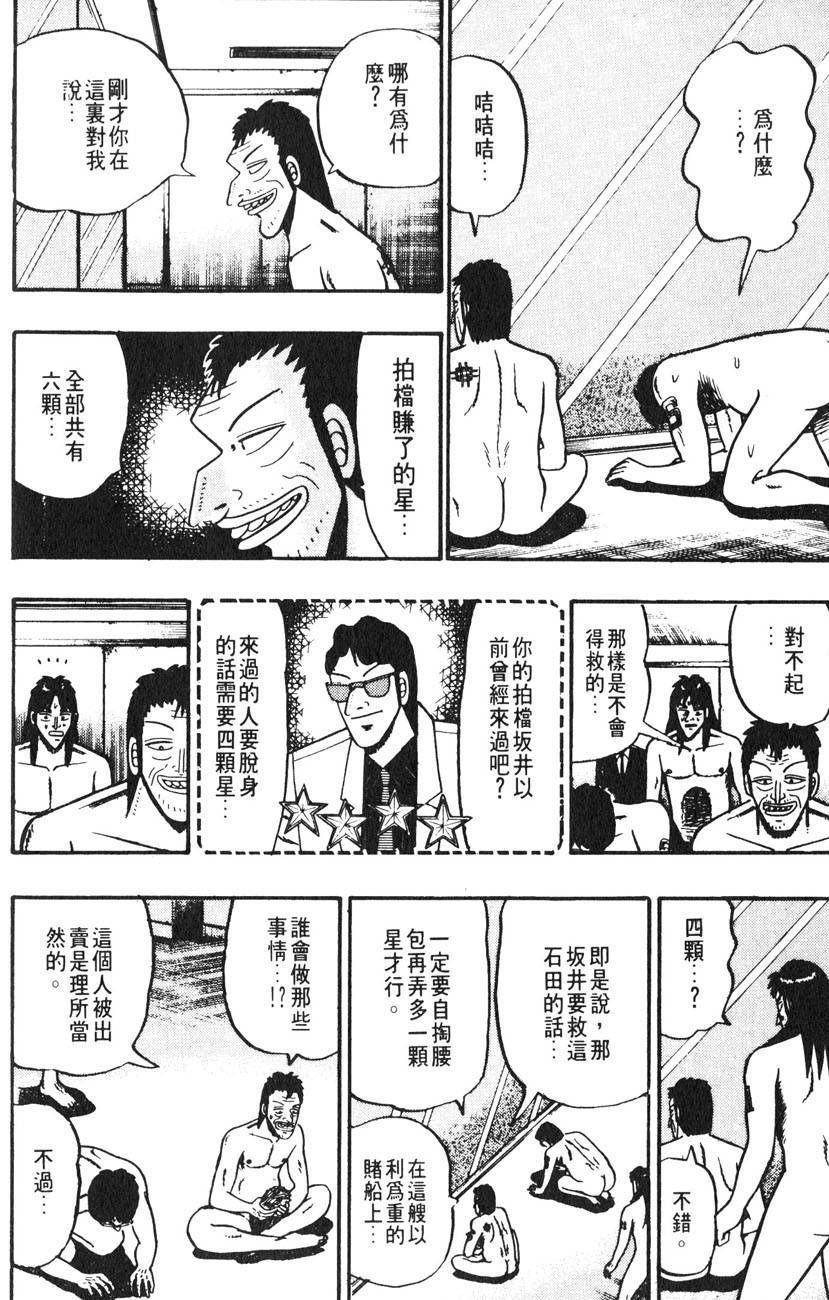 爲什麼
…?
咭咭咭…
哪有爲什
麼?
剛才你在
這裏對我
說…
拍檔賺了的星…
全部共有
六顆…
對不起
…
那樣是不會
得救的…
你的拍檔坂井以
前曾經來過吧?
來過的人要脫身
的話需要四顆星…
四顆…?
不錯。
即是說，那
坂井要救這
石田的話…
一定要自掏腰
包再弄多一顆
星才行。
在這艘以
利爲重的
賭船上…
誰會做那些
事情…!?
這個人被出
賣是理所當
然的。
不過…